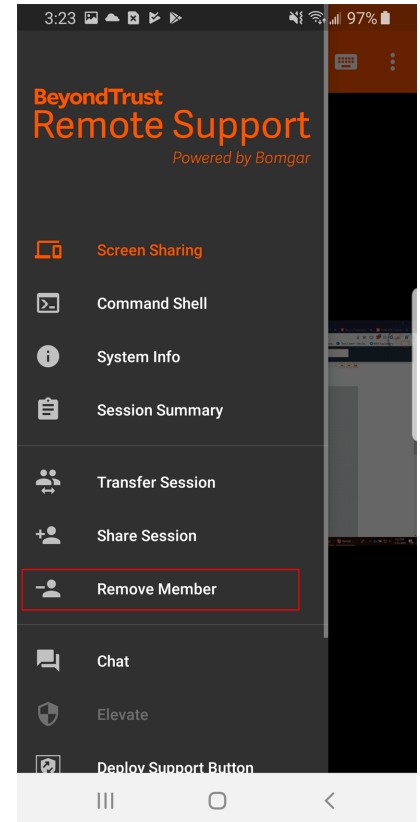 3:23
97%
BeyondTrust
Remote Support
Powered by Bomgar
Screen Sharing
Command Shell
System Info
Session Summary
Transfer Session
Share Session
Remove Member
Chat
Elevate
Deploy Support Button